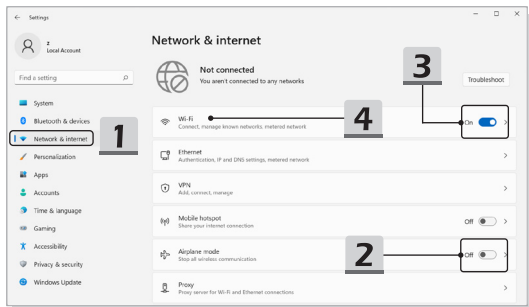 Settings
z
Local Account
Find a setting
System
Bluetooth & devices
Network & internet
Personalization
Apps
Accounts
Time & language
Gaming
Accessibility
Privacy & security
Windows Update
Network & internet
Not connected
You aren't connected to any networks
Troubleshoot
Wi-Fi
Connect, manage known networks, metered network
On
Ethernet
Authentication, IP and DNS settings, metered network
VPN
Add, connect, manage
Mobile hotspot
Share your internet connection
Off
Airplane mode
Stop all wireless communication
Off
Proxy
Proxy server for Wi-Fi and Ethernet connections
1
2
3
4